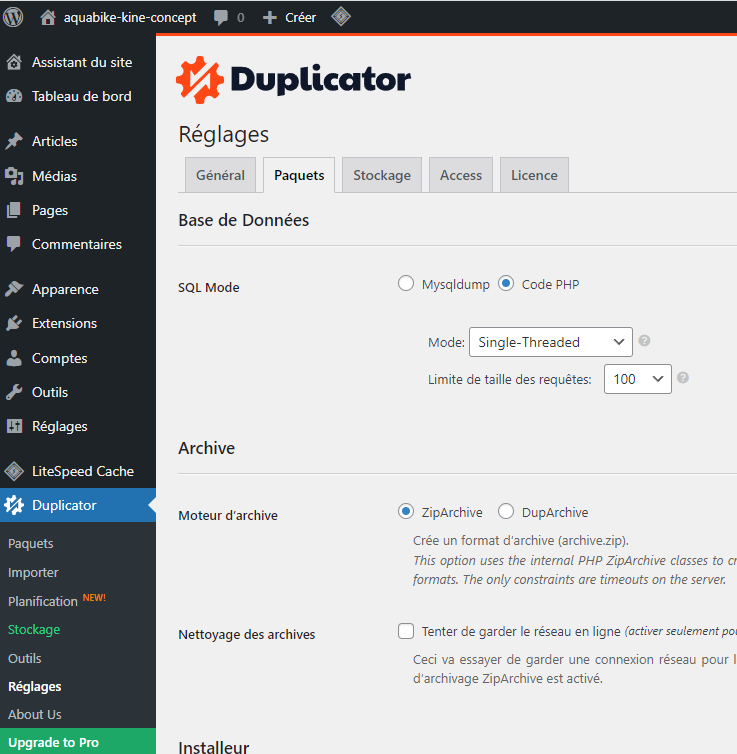 aquabike-kine-concept 0 Créer
Assistant du site
Tableau de bord
Articles
Médias
Pages
Commentaires
Apparence
Extensions
Comptes
Outils
Réglages
LiteSpeed Cache
Duplicator
Paquets
Importer
Planification NEW!
Stockage
Outils
Réglages
About Us
Upgrade to Pro
Duplicator
Réglages
Général Paquets Stockage Access Licence
Base de Données
SQL Mode Mysqldump Code PHP
Mode: Single-Threaded
Limite de taille des requêtes: 100
Archive
Moteur d'archive ZipArchive DupArchive
Crée un format d'archive (archive.zip).
This option uses the internal PHP ZipArchive classes to cr
formats. The only constraints are timeouts on the server.
Nettoyage des archives Tenter de garder le réseau en ligne (activer seulement pou
Ceci va essayer de garder une connexion réseau pour l
d'archivage ZipArchive est activé.
Installeur